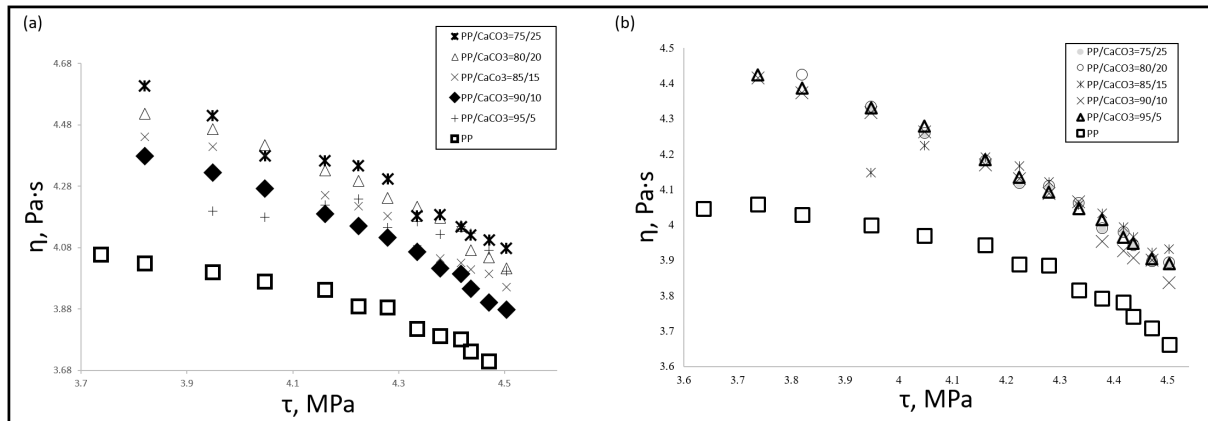 (a)
PP/CaCO3=75/25
PP/CaCO3=80/20
PP/CaCo3=85/15
PP/CaCO3=90/10
PP/CaCO3=95/5
PP
4.68
4.48
4.28
4.08
3.88
3.68
η, Pa·s
3.7
3.9
4.1
4.3
4.5
τ, MPa
(b)
PP/CaCO3=75/25
PP/CaCO3=80/20
PP/CaCO3=85/15
PP/CaCO3=90/10
PP/CaCO3=95/5
PP
4.5
4.4
4.3
4.2
4.1
4
3.9
3.8
3.7
3.6
η, Pa·s
3.6
3.7
3.8
3.9
4
4.1
4.2
4.3
4.4
4.5
τ, MPa